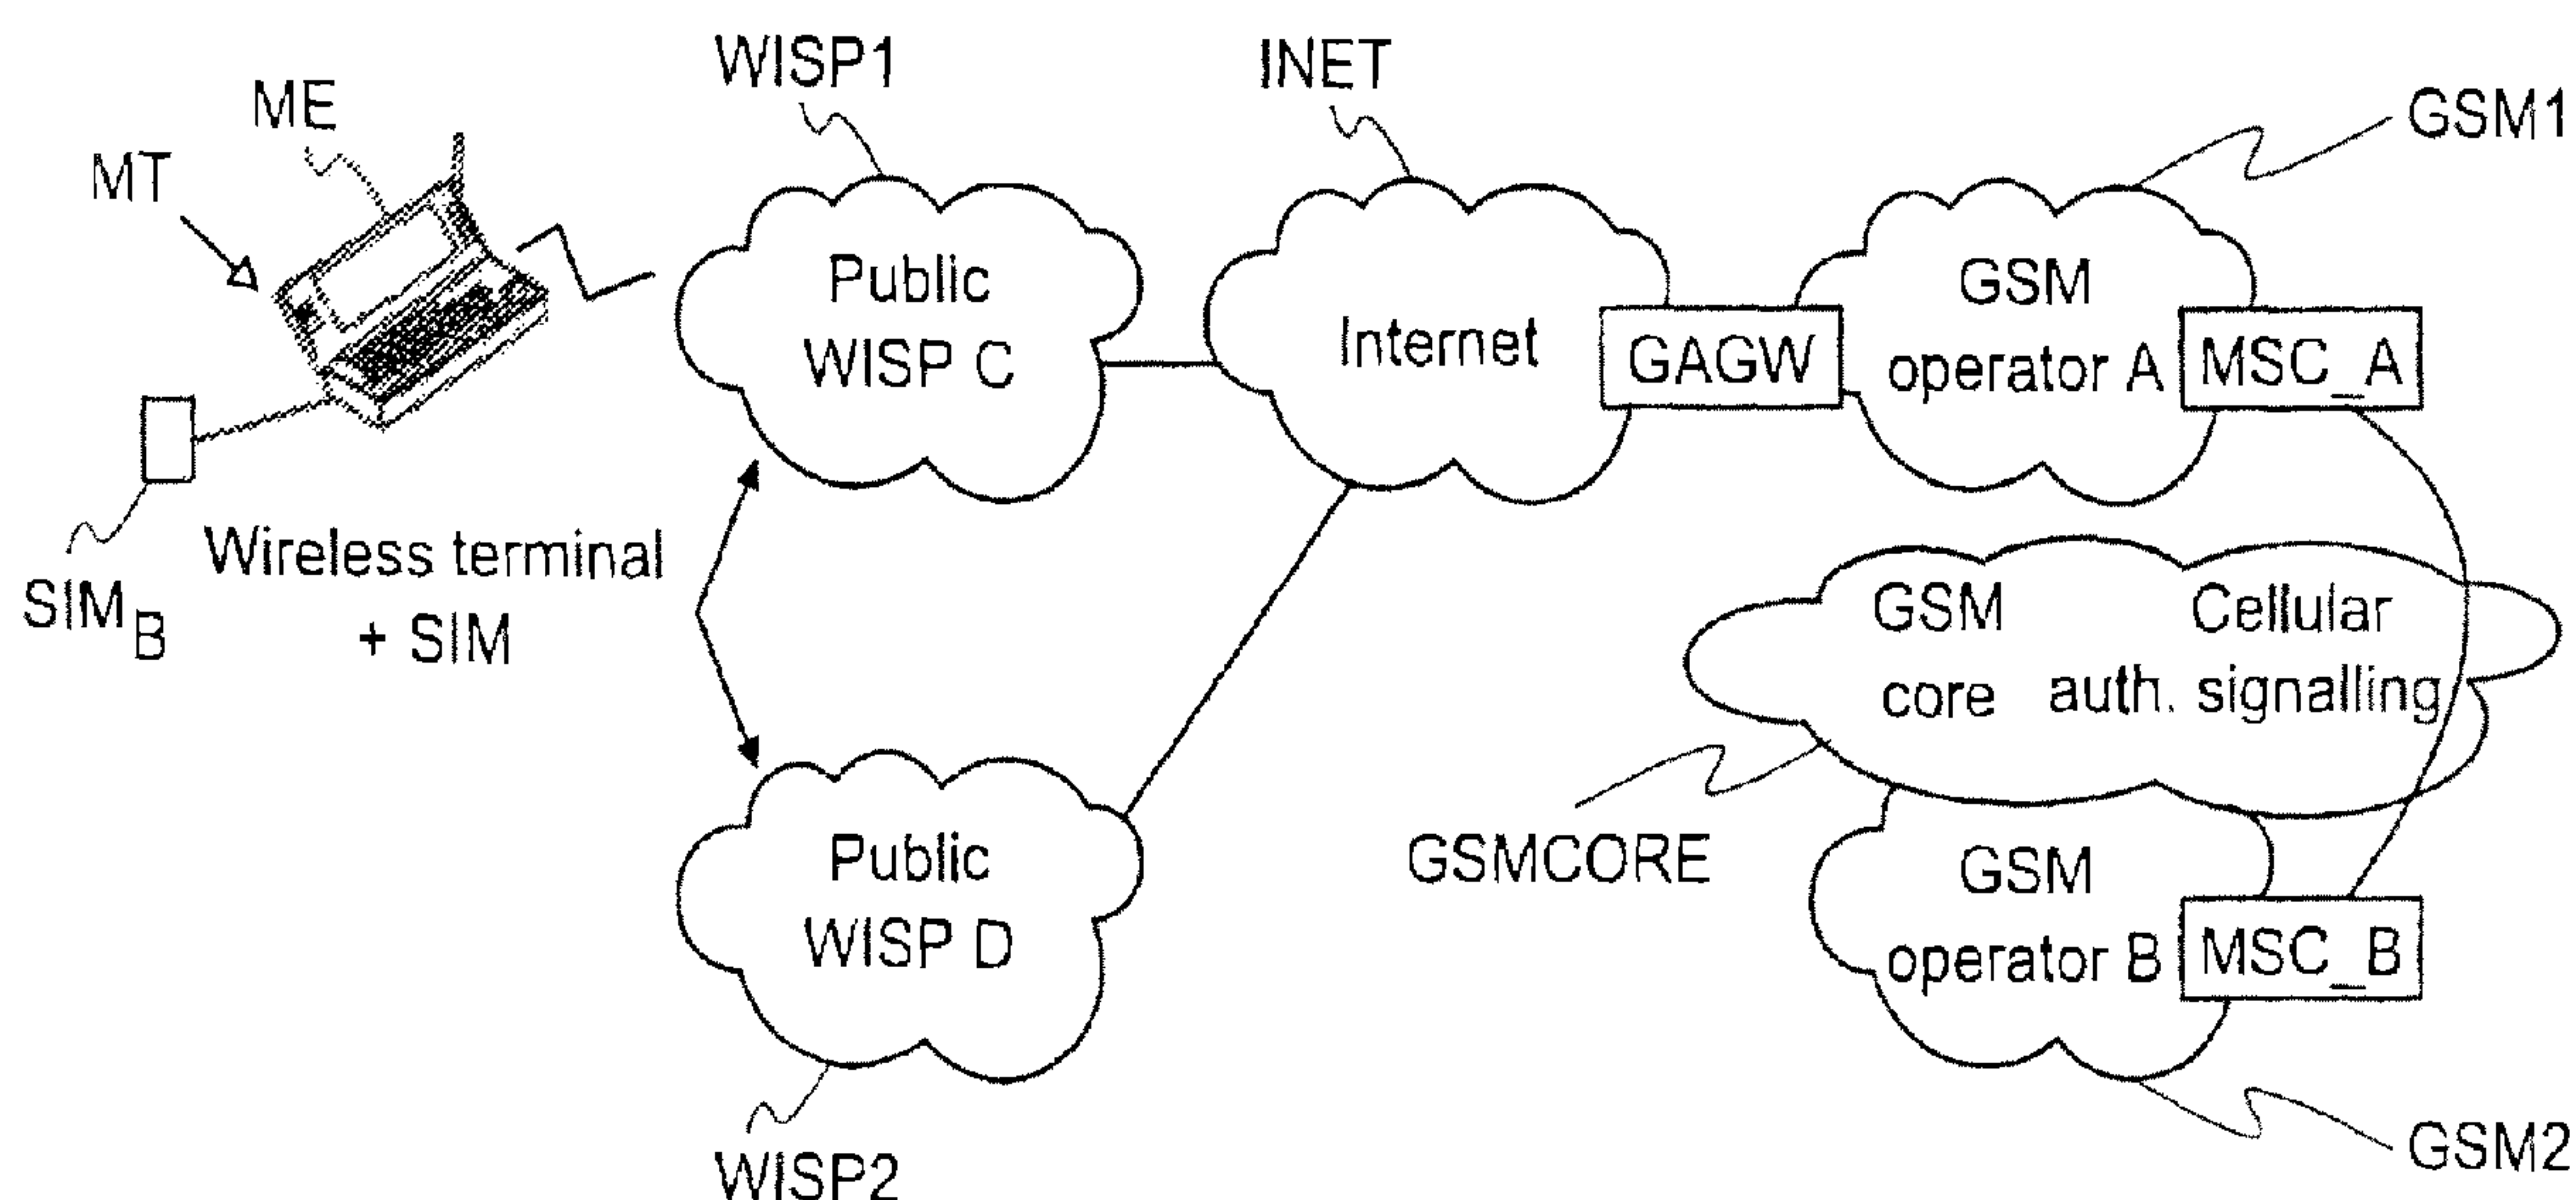 WISP1
INET
ME
GSM1
MT
Public
WISP C
Internet
GAGW
GSM
operator A
MSC_A
SIM B
Wireless terminal
+ SIM
GSM
core
Cellular
auth. signalling
GSMCORE
Public
WISP D
GSM
operator B
MSC_B
WISP2
GSM2